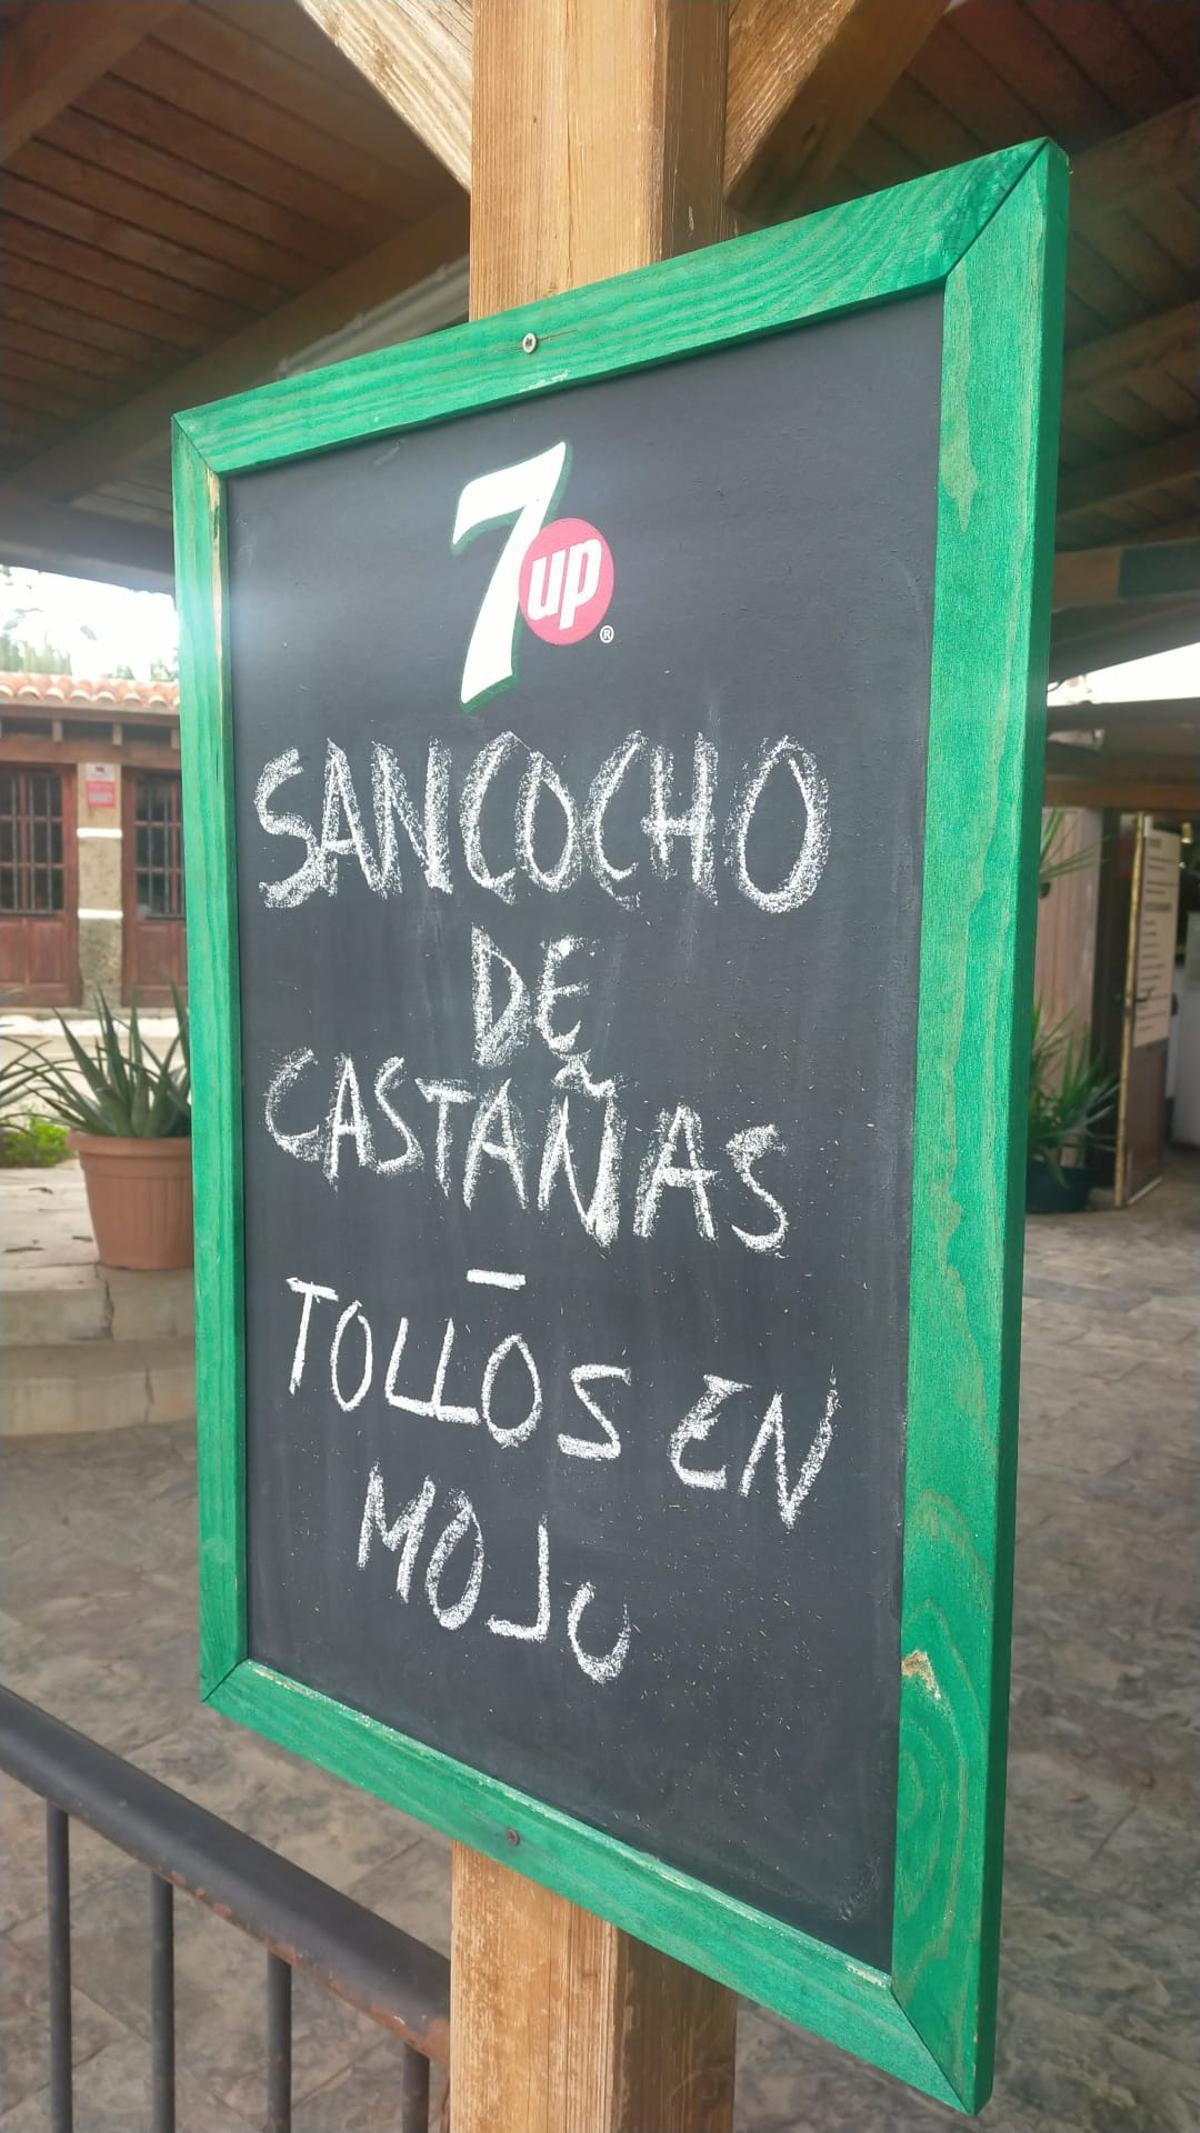 7up®
SANCOCHO
DE
CASTAÑAS
-
TOLLOS EN
MOJO